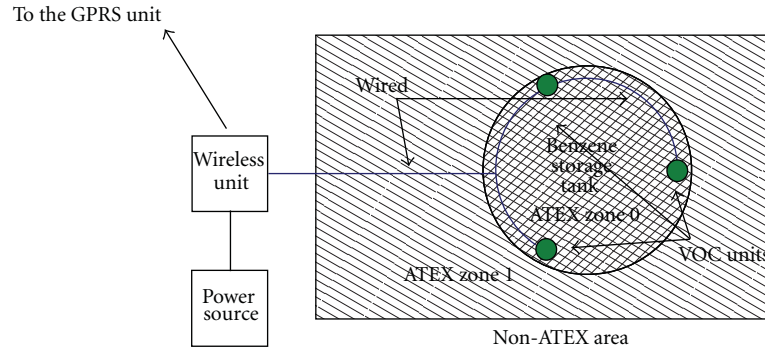 To the GPRS unit
Wired
Wireless
unit
Benzene
storage
tank
ATEX zone 0
VOC units
ATEX zone 1
Power
source
Non-ATEX area